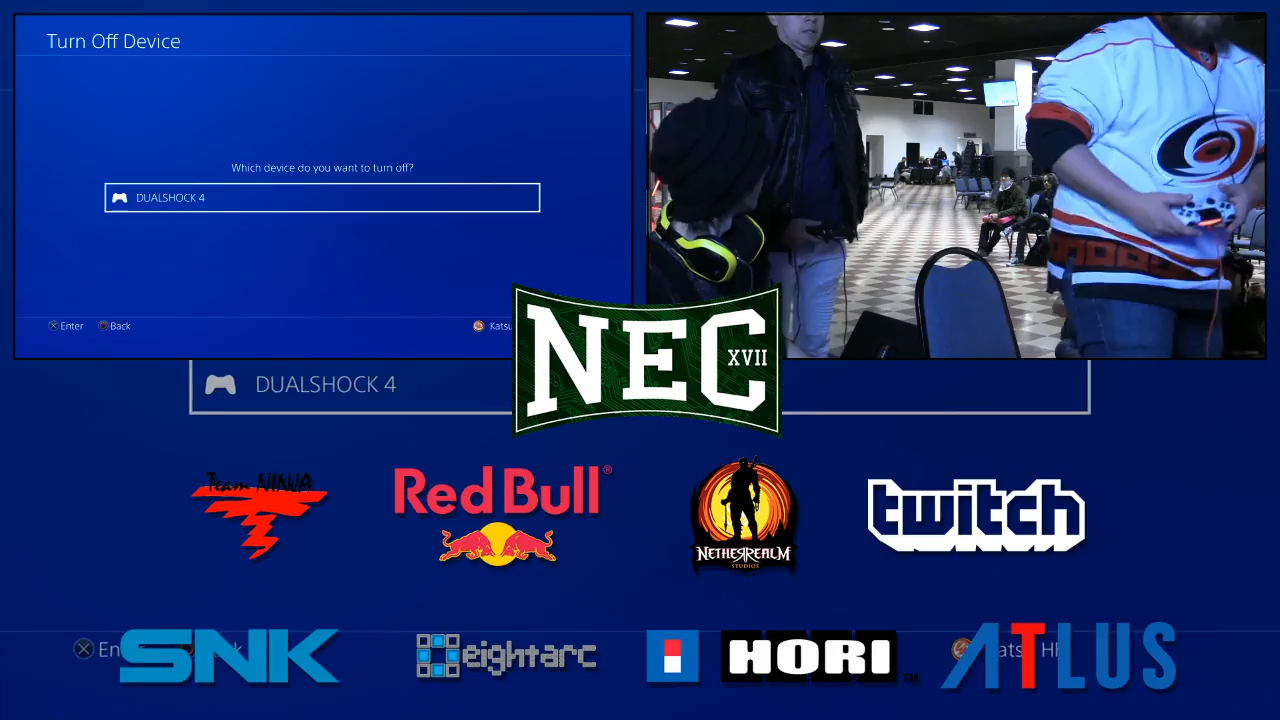 Turn Off Device
Which device do you want to turn off?
DUALSHOCK 4
Enter
Back
NEC
XVII
DUALSHOCK 4
Team NINJA
Red Bull®
NETHERREALM
STUDIOS
twitch
SNK
eightarc
HORI™
ATLUS